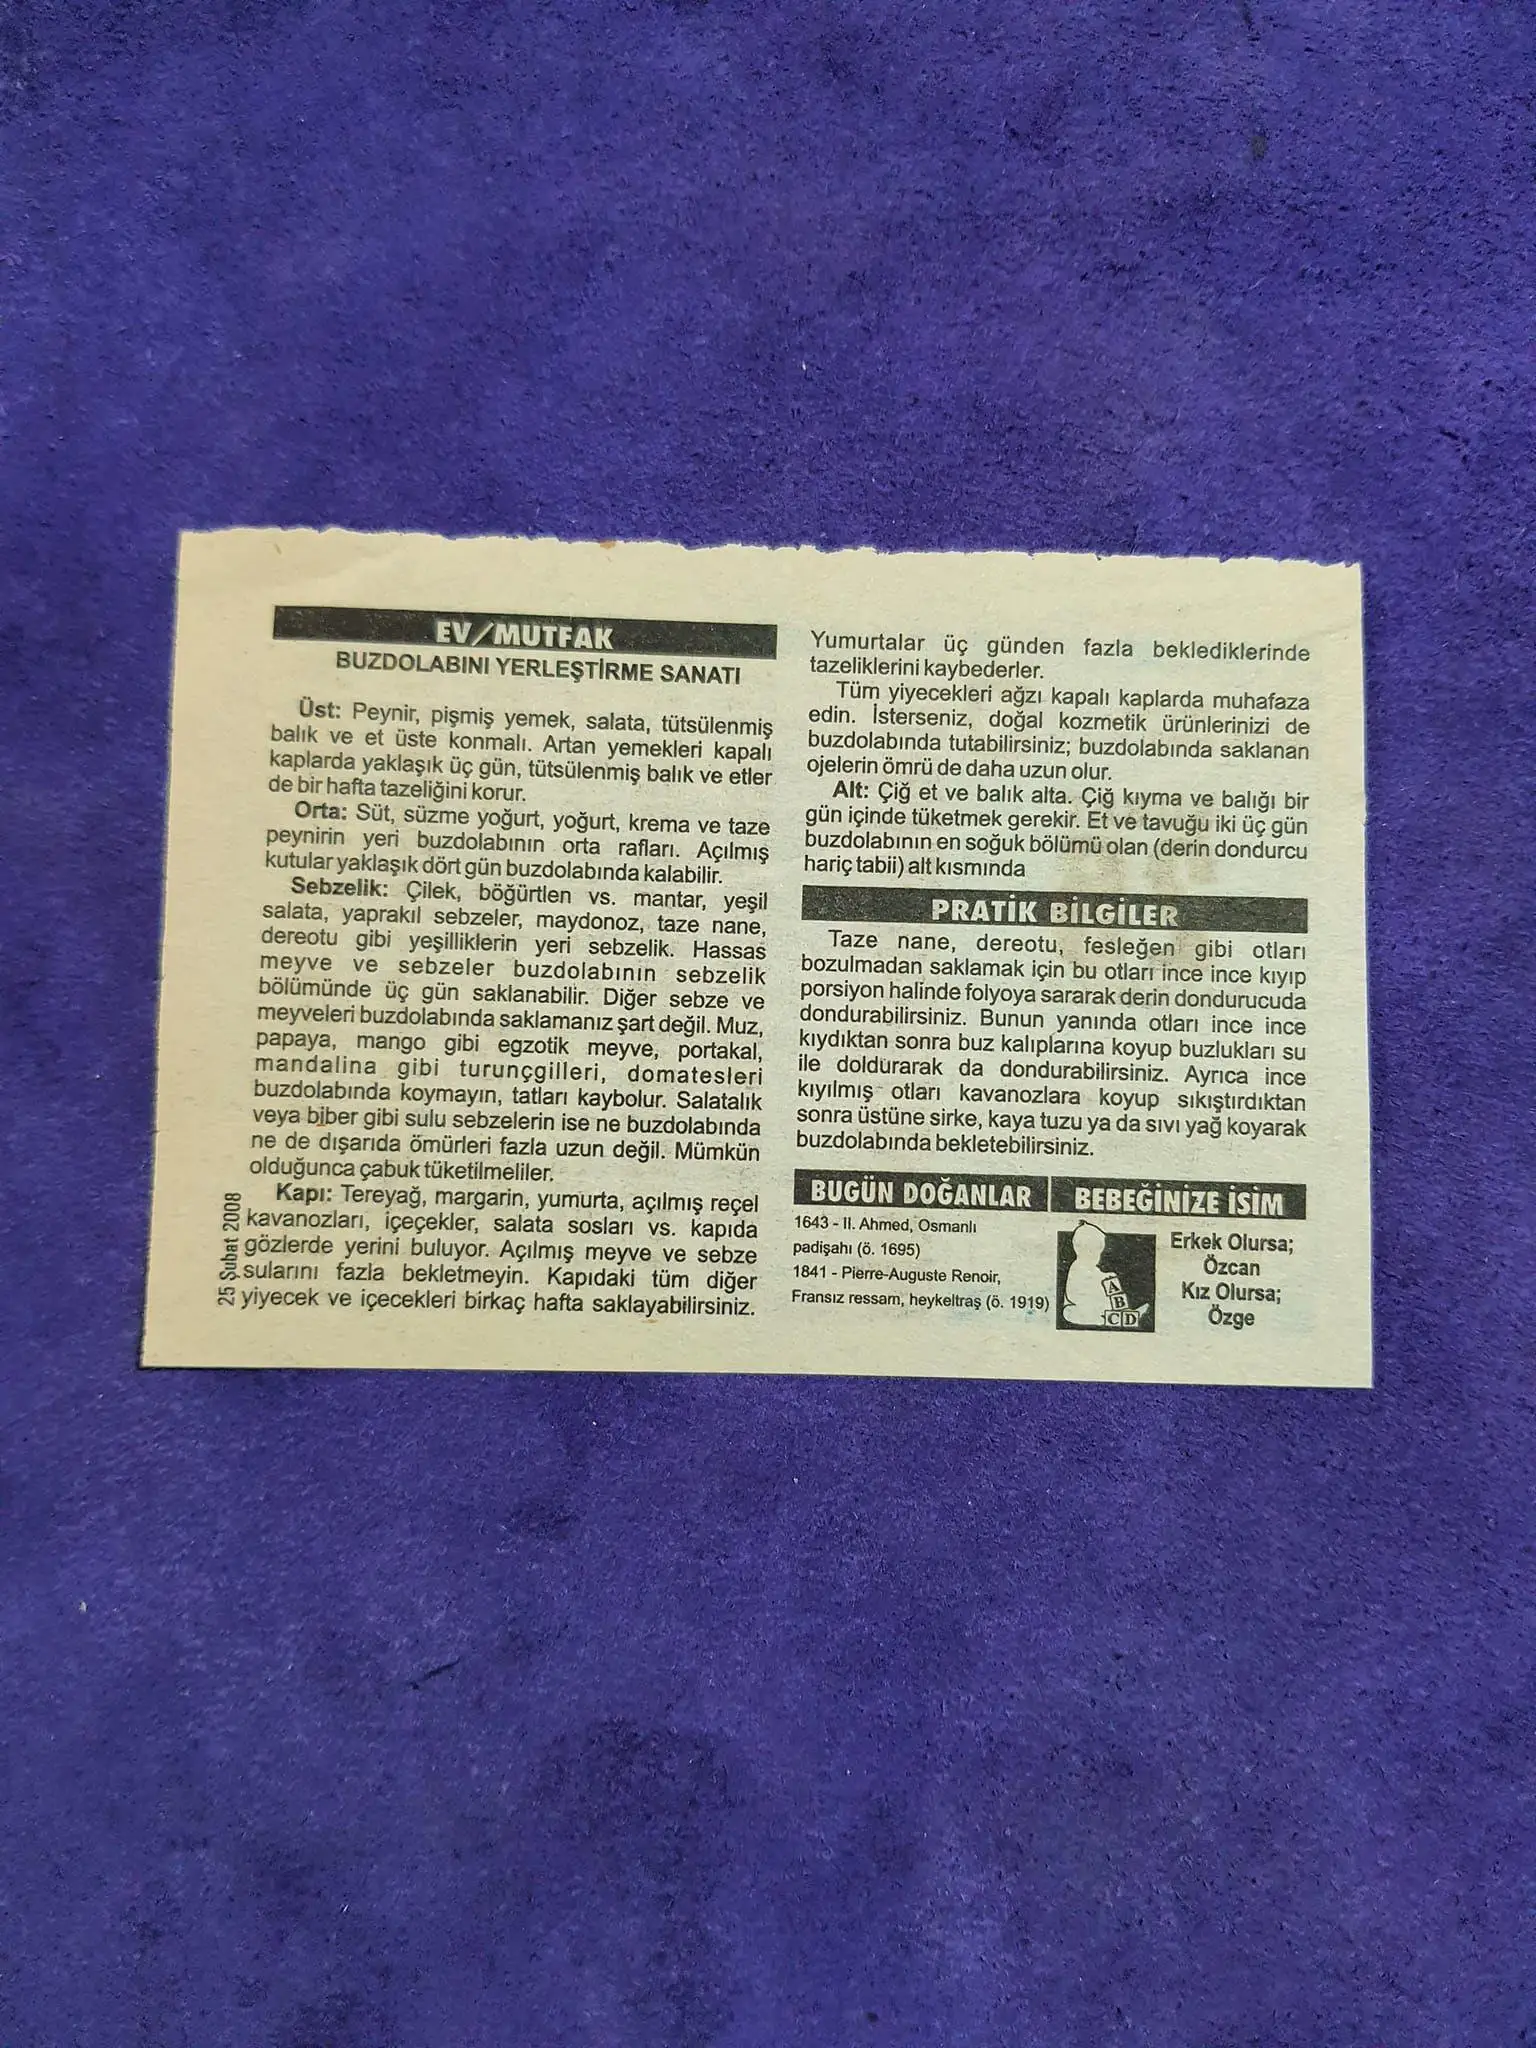 EV/MUTFAK
BUZDOLABINI YERLEŞTİRME SANATI
Üst: Peynir, pişmiş yemek, salata, tütsülenmiş
balık ve et üste konmalı. Artan yemekleri kapalı
kaplarda yaklaşık üç gün, tütsülenmiş balık ve etler
de bir hafta tazeliğini korur.
Orta: Süt, süzme yoğurt, yoğurt, krema ve taze
peynirin yeri buzdolabının orta rafları. Açılmış
kutular yaklaşık dört gün buzdolabında kalabilir.
Sebzelik: Çilek, böğürtlen vs. mantar, yeşil
salata, yaprakıl sebzeler, maydonoz, taze nane,
dereotu gibi yeşilliklerin yeri sebzelik. Hassas
meyve ve sebzeler buzdolabının sebzelik
bölümünde üç gün saklanabilir. Diğer sebze ve
meyveleri buzdolabında saklamanız şart değil. Muz,
papaya, mango gibi egzotik meyve, portakal,
mandalina gibi turunçgilleri, domatesleri
buzdolabında koymayın, tatları kaybolur. Salatalık
veya biber gibi sulu sebzelerin ise ne buzdolabında
ne de dışarıda ömürleri fazla uzun değil. Mümkün
olduğunca çabuk tüketilmeliler.
Kapı: Tereyağ, margarin, yumurta, açılmış reçel
kavanozları, içeçekler, salata sosları vs. kapıda
gözlerde yerini buluyor. Açılmış meyve ve sebze
sularını fazla bekletmeyin. Kapıdaki tüm diğer
yiyecek ve içecekleri birkaç hafta saklayabilirsiniz.
25 Şubat 2008
Yumurtalar üç günden fazla beklediklerinde
tazeliklerini kaybederler.
Tüm yiyecekleri ağzı kapalı kaplarda muhafaza
edin. İsterseniz, doğal kozmetik ürünlerinizi de
buzdolabında tutabilirsiniz; buzdolabında saklanan
ojelerin ömrü de daha uzun olur.
Alt: Çiğ et ve balık alta. Çiğ kıyma ve balığı bir
gün içinde tüketmek gerekir. Et ve tavuğu iki üç gün
buzdolabının en soğuk bölümü olan (derin dondurcu
hariç tabii) alt kısmında
PRATİK BİLGİLER
Taze nane, dereotu, fesleğen gibi otları
bozulmadan saklamak için bu otları ince ince kıyıp
porsiyon halinde folyoya sararak derin dondurucuda
dondurabilirsiniz. Bunun yanında otları ince ince
kıydıktan sonra buz kalıplarına koyup buzlukları su
ile doldurarak da dondurabilirsiniz. Ayrıca ince
kıyılmış otları kavanozlara koyup sıkıştırdıktan
sonra üstüne sirke, kaya tuzu ya da sıvı yağ koyarak
buzdolabında bekletebilirsiniz.
BUGÜN DOĞANLAR
1643 - II. Ahmed, Osmanlı
padişahı (ö. 1695)
1841 - Pierre-Auguste Renoir,
Fransız ressam, heykeltraş (ö. 1919)
BEBEĞİNİZE İSİM
A
B
C D
Erkek Olursa;
Özcan
Kız Olursa;
Özge